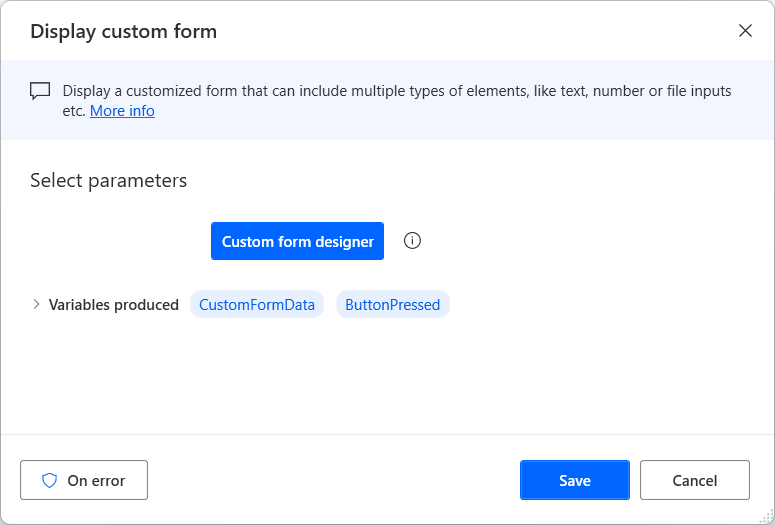 Display custom form
Display a customized form that can include multiple types of elements, like text, number or file inputs
etc. More info
Select parameters
Custom form designer
Variables produced CustomFormData ButtonPressed
On error Save Cancel